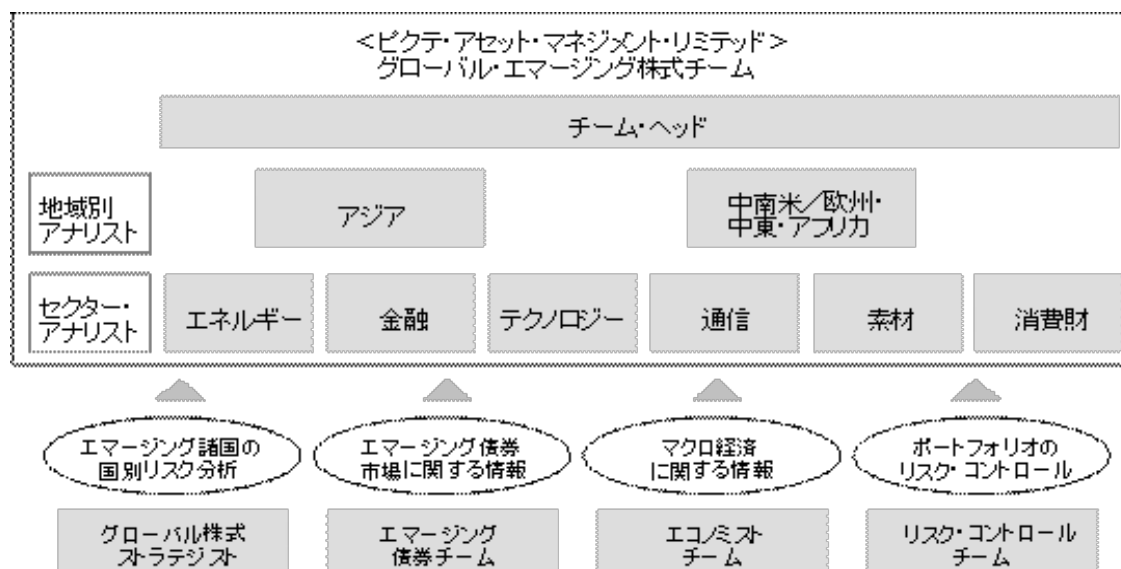 <ピクテ・アセット・マネジメント・リミテッド>
グローバル・エマージング株式チーム
チーム・ヘッド
地域別
アナリスト
アジア
中南米/欧州・
中東・アフリカ
セクター・
アナリスト
エネルギー
金融
テクノロジー
通信
素材
消費財
エマージング諸国の
国別リスク分析
エマージング債券
市場に関する情報
マクロ経済
に関する情報
ポートフォリオの
リスク・コントロール
グローバル株式
ストラテジスト
エマージング
債券チーム
エコノミスト
チーム
リスク・コントロール
チーム